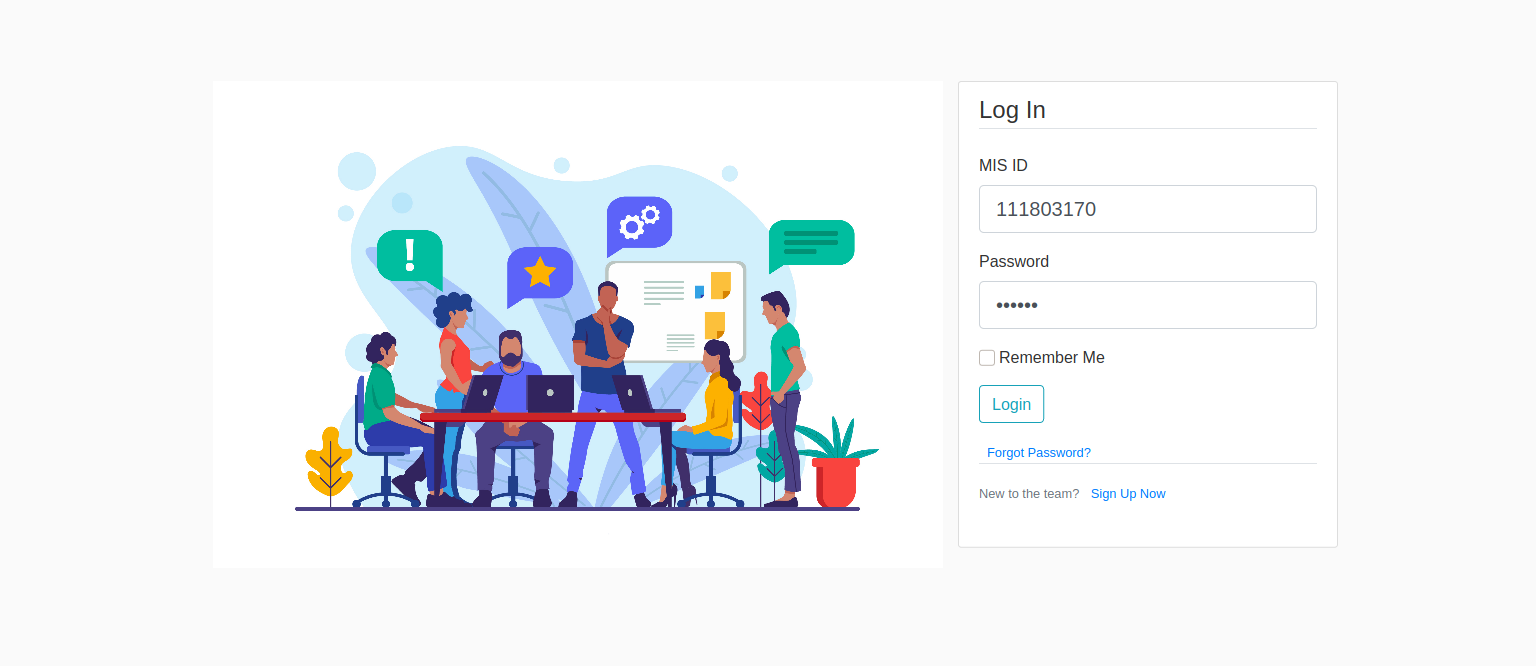 Log In
MIS ID
111803170
Password
••••••
Remember Me
Login
Forgot Password?
New to the team? Sign Up Now